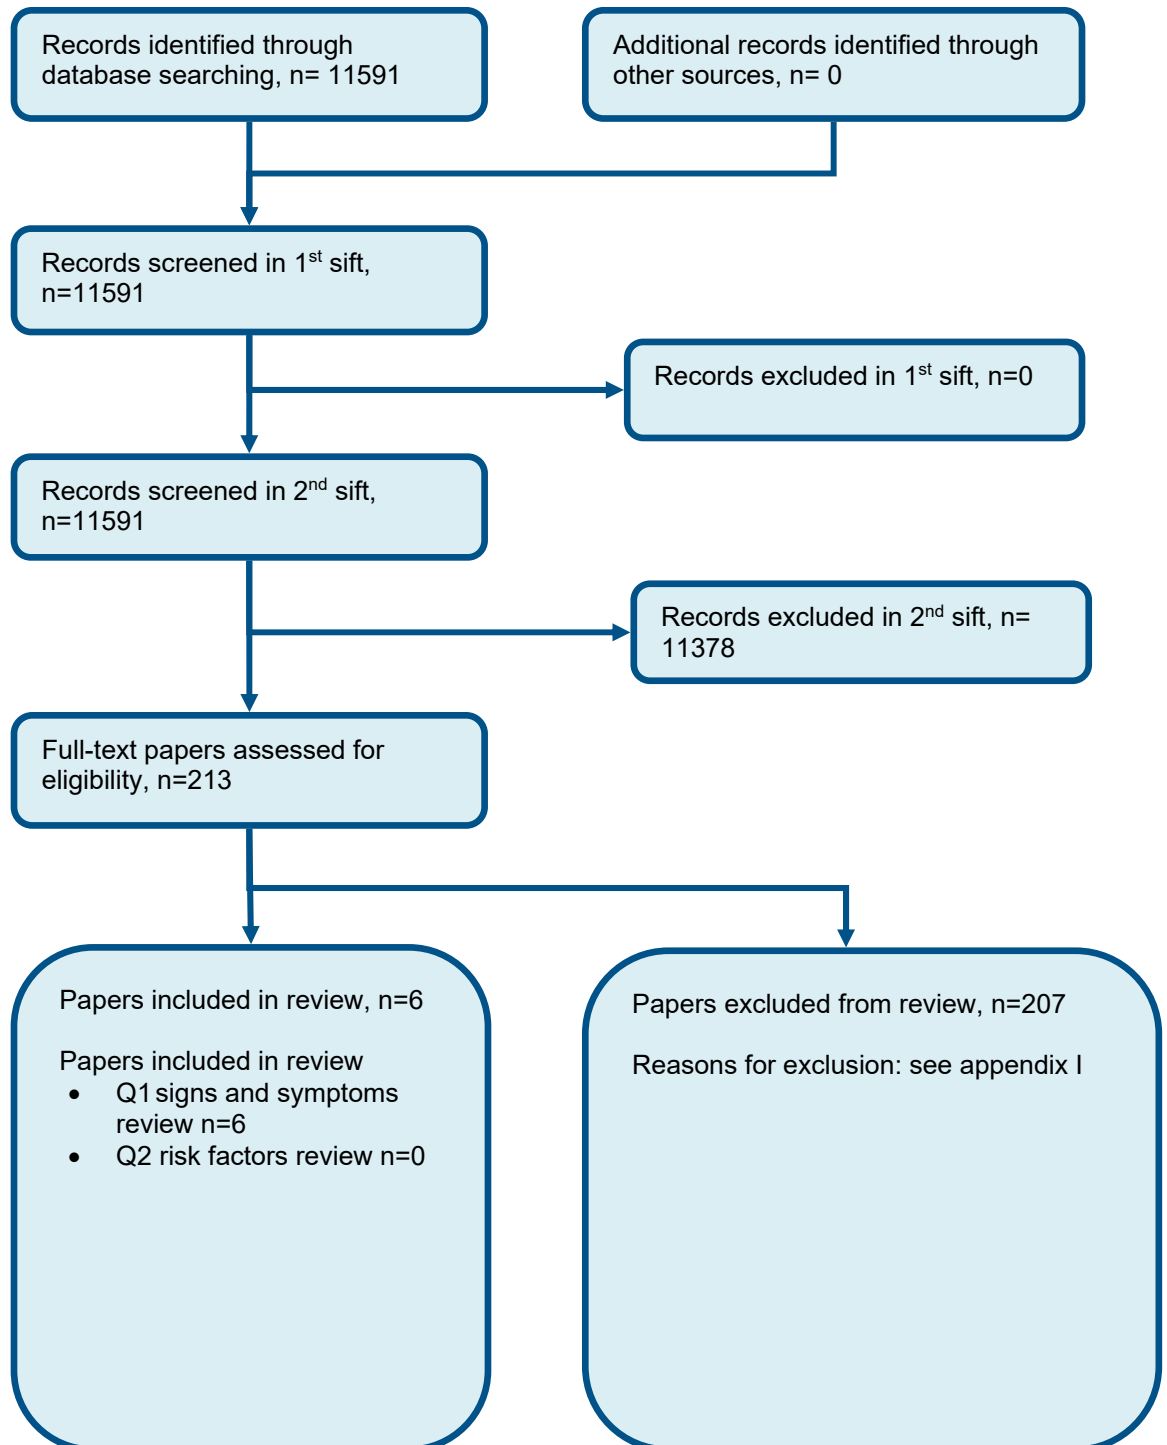 Records identified through
database searching, n= 11591
Additional records identified through
other sources, n= 0
Records screened in 1st sift,
n=11591
Records excluded in 1st sift, n=0
Records screened in 2nd sift,
n=11591
Records excluded in 2nd sift, n=
11378
Full-text papers assessed for
eligibility, n=213
Papers included in review, n=6
Papers included in review
• Q1 signs and symptoms
review n=6
• Q2 risk factors review n=0
Papers excluded from review, n=207
Reasons for exclusion: see appendix I